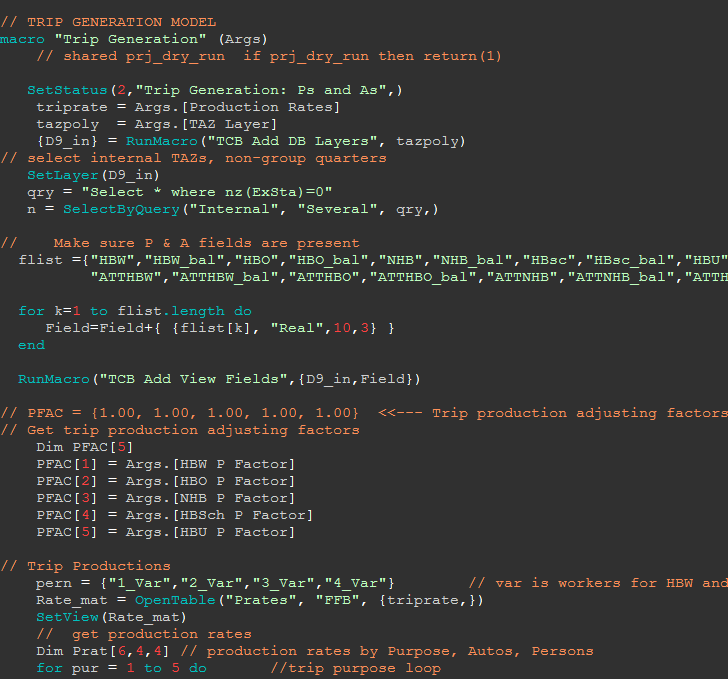 // TRIP GENERATION MODEL
macro "Trip Generation" (Args)
// shared prj_dry_run  if prj_dry_run then return(1)
SetStatus(2,"Trip Generation: Ps and As",)
triprate = Args.[Production Rates]
tazpoly  = Args.[TAZ Layer]
{D9_in} = RunMacro("TCB Add DB Layers", tazpoly)
// select internal TAZs, non-group quarters
SetLayer(D9_in)
qry = "Select * where nz(ExSta)=0"
n = SelectByQuery("Internal", "Several", qry,)
//    Make sure P & A fields are present
flist ={"HBW","HBW_bal","HBO","HBO_bal","NHB","NHB_bal","HBsc","HBsc_bal","HBU"
"ATTHBW","ATTHBW_bal","ATTHBO","ATTHBO_bal","ATTNHB","ATTNHB_bal","ATTH
for k=1 to flist.length do
Field=Field+{ {flist[k], "Real",10,3} }
end
RunMacro("TCB Add View Fields",{D9_in,Field})
// PFAC = {1.00, 1.00, 1.00, 1.00, 1.00}  <<--- Trip production adjusting factors
// Get trip production adjusting factors
Dim PFAC[5]
PFAC[1] = Args.[HBW P Factor]
PFAC[2] = Args.[HBO P Factor]
PFAC[3] = Args.[NHB P Factor]
PFAC[4] = Args.[HBSch P Factor]
PFAC[5] = Args.[HBU P Factor]
// Trip Productions
pern = {"1_Var","2_Var","3_Var","4_Var"}        // var is workers for HBW and
Rate_mat = OpenTable("Prates", "FFB", {triprate,})
SetView(Rate_mat)
//  get production rates
Dim Prat[6,4,4] // production rates by Purpose, Autos, Persons
for pur = 1 to 5 do       //trip purpose loop